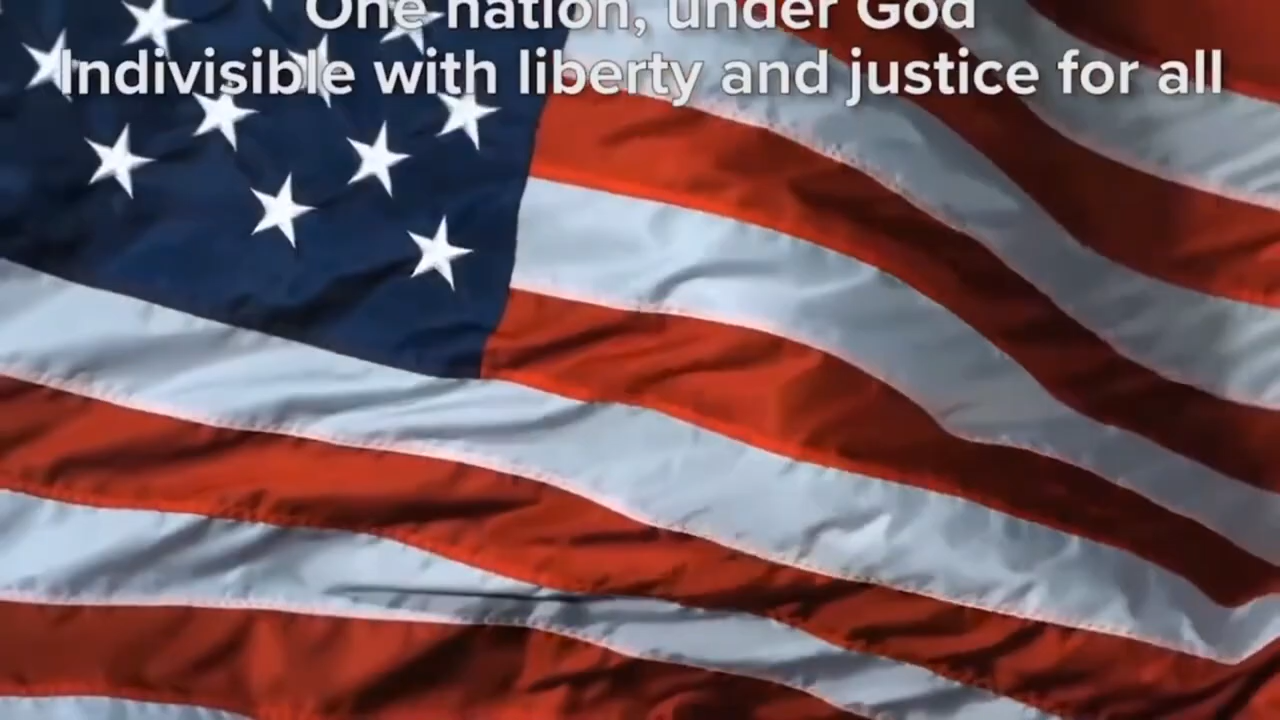 One nation, under God
Indivisible with liberty and justice for all